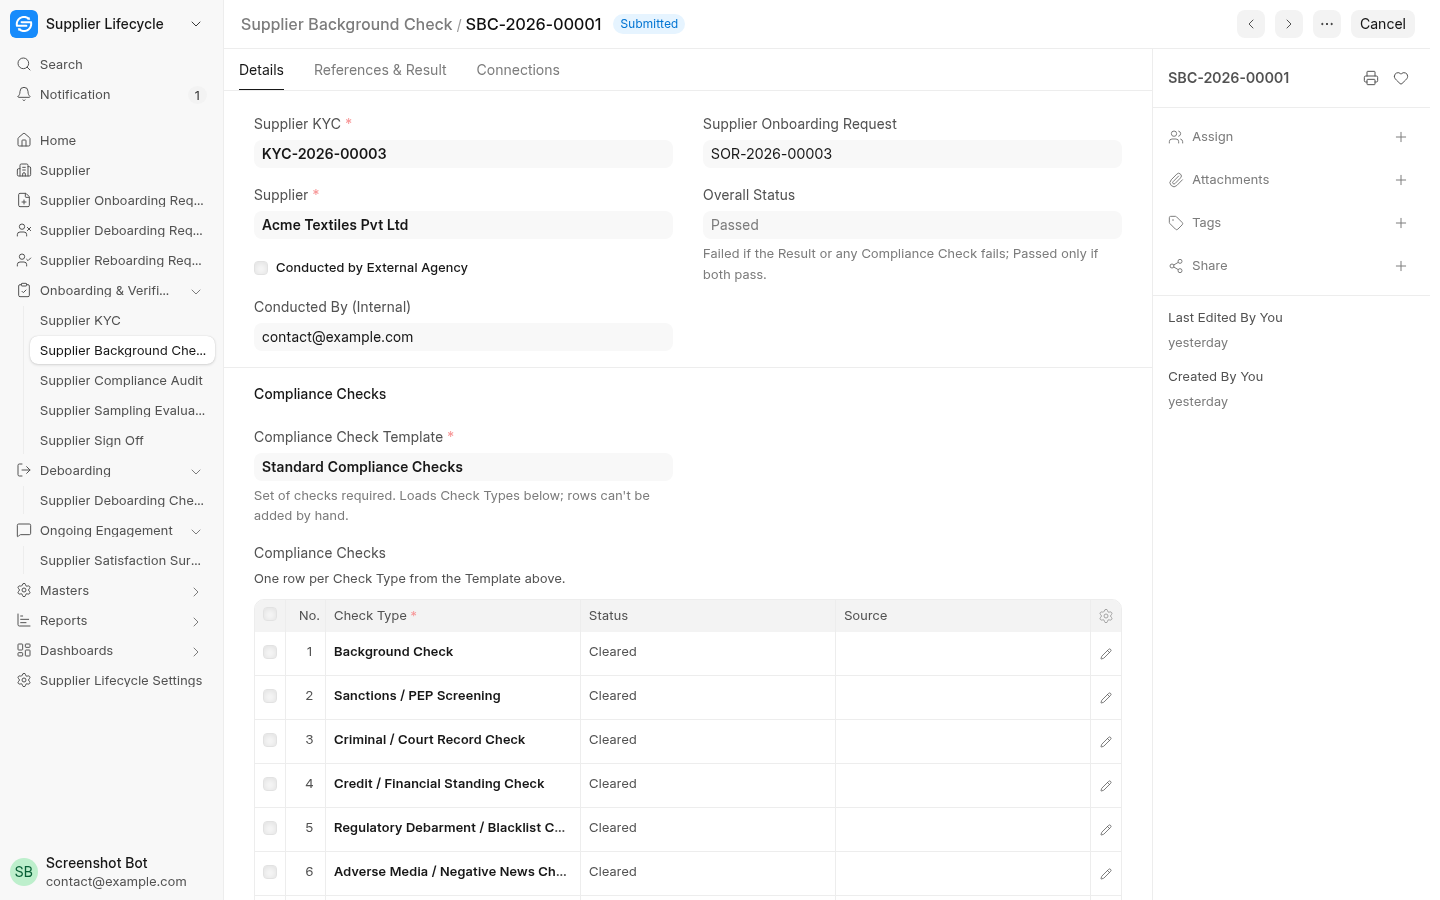 Supplier Lifecycle
Supplier Background Check / SBC-2026-00001 Submitted
Cancel
Search
Notification 1
Home
Supplier
Supplier Onboarding Req...
Supplier Deboarding Req...
Supplier Reboarding Req...
Onboarding & Verifi...
Supplier KYC
Supplier Background Che...
Supplier Compliance Audit
Supplier Sampling Evalua...
Supplier Sign Off
Deboarding
Supplier Deboarding Che...
Ongoing Engagement
Supplier Satisfaction Sur...
Masters
Reports
Dashboards
Supplier Lifecycle Settings
SB
Screenshot Bot
contact@example.com
Details References & Result Connections
Supplier KYC *
KYC-2026-00003
Supplier Onboarding Request
SOR-2026-00003
Supplier *
Acme Textiles Pvt Ltd
Overall Status
Passed
Failed if the Result or any Compliance Check fails; Passed only if
both pass.
Conducted by External Agency
Conducted By (Internal)
contact@example.com
Compliance Checks
Compliance Check Template *
Standard Compliance Checks
Set of checks required. Loads Check Types below; rows can't be
added by hand.
Compliance Checks
One row per Check Type from the Template above.
No. Check Type * Status Source
1 Background Check Cleared
2 Sanctions / PEP Screening Cleared
3 Criminal / Court Record Check Cleared
4 Credit / Financial Standing Check Cleared
5 Regulatory Debarment / Blacklist C... Cleared
6 Adverse Media / Negative News Ch... Cleared
SBC-2026-00001
Assign
Attachments
Tags
Share
Last Edited By You
yesterday
Created By You
yesterday